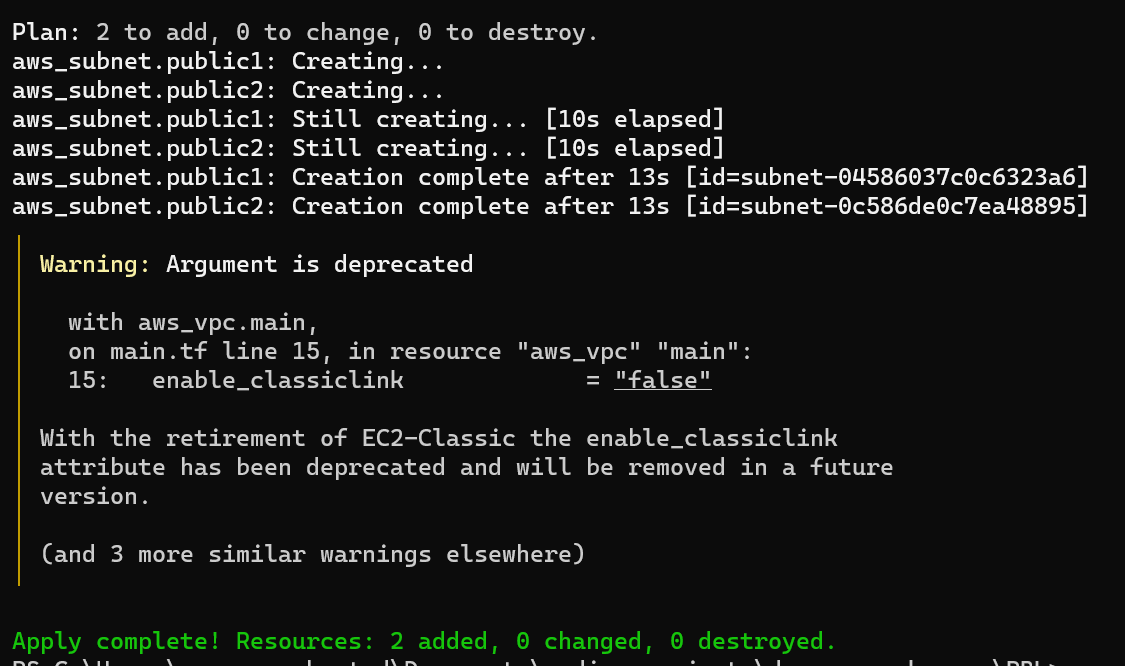 Plan: 2 to add, 0 to change, 0 to destroy.
aws_subnet.public1: Creating...
aws_subnet.public2: Creating...
aws_subnet.public1: Still creating... [10s elapsed]
aws_subnet.public2: Still creating... [10s elapsed]
aws_subnet.public1: Creation complete after 13s [id=subnet-04586037c0c6323a6]
aws_subnet.public2: Creation complete after 13s [id=subnet-0c586de0c7ea48895]
Warning: Argument is deprecated
with aws_vpc.main,
on main.tf line 15, in resource "aws_vpc" "main":
15:   enable_classiclink             = "false"
With the retirement of EC2-Classic the enable_classiclink
attribute has been deprecated and will be removed in a future
version.
(and 3 more similar warnings elsewhere)
Apply complete! Resources: 2 added, 0 changed, 0 destroyed.